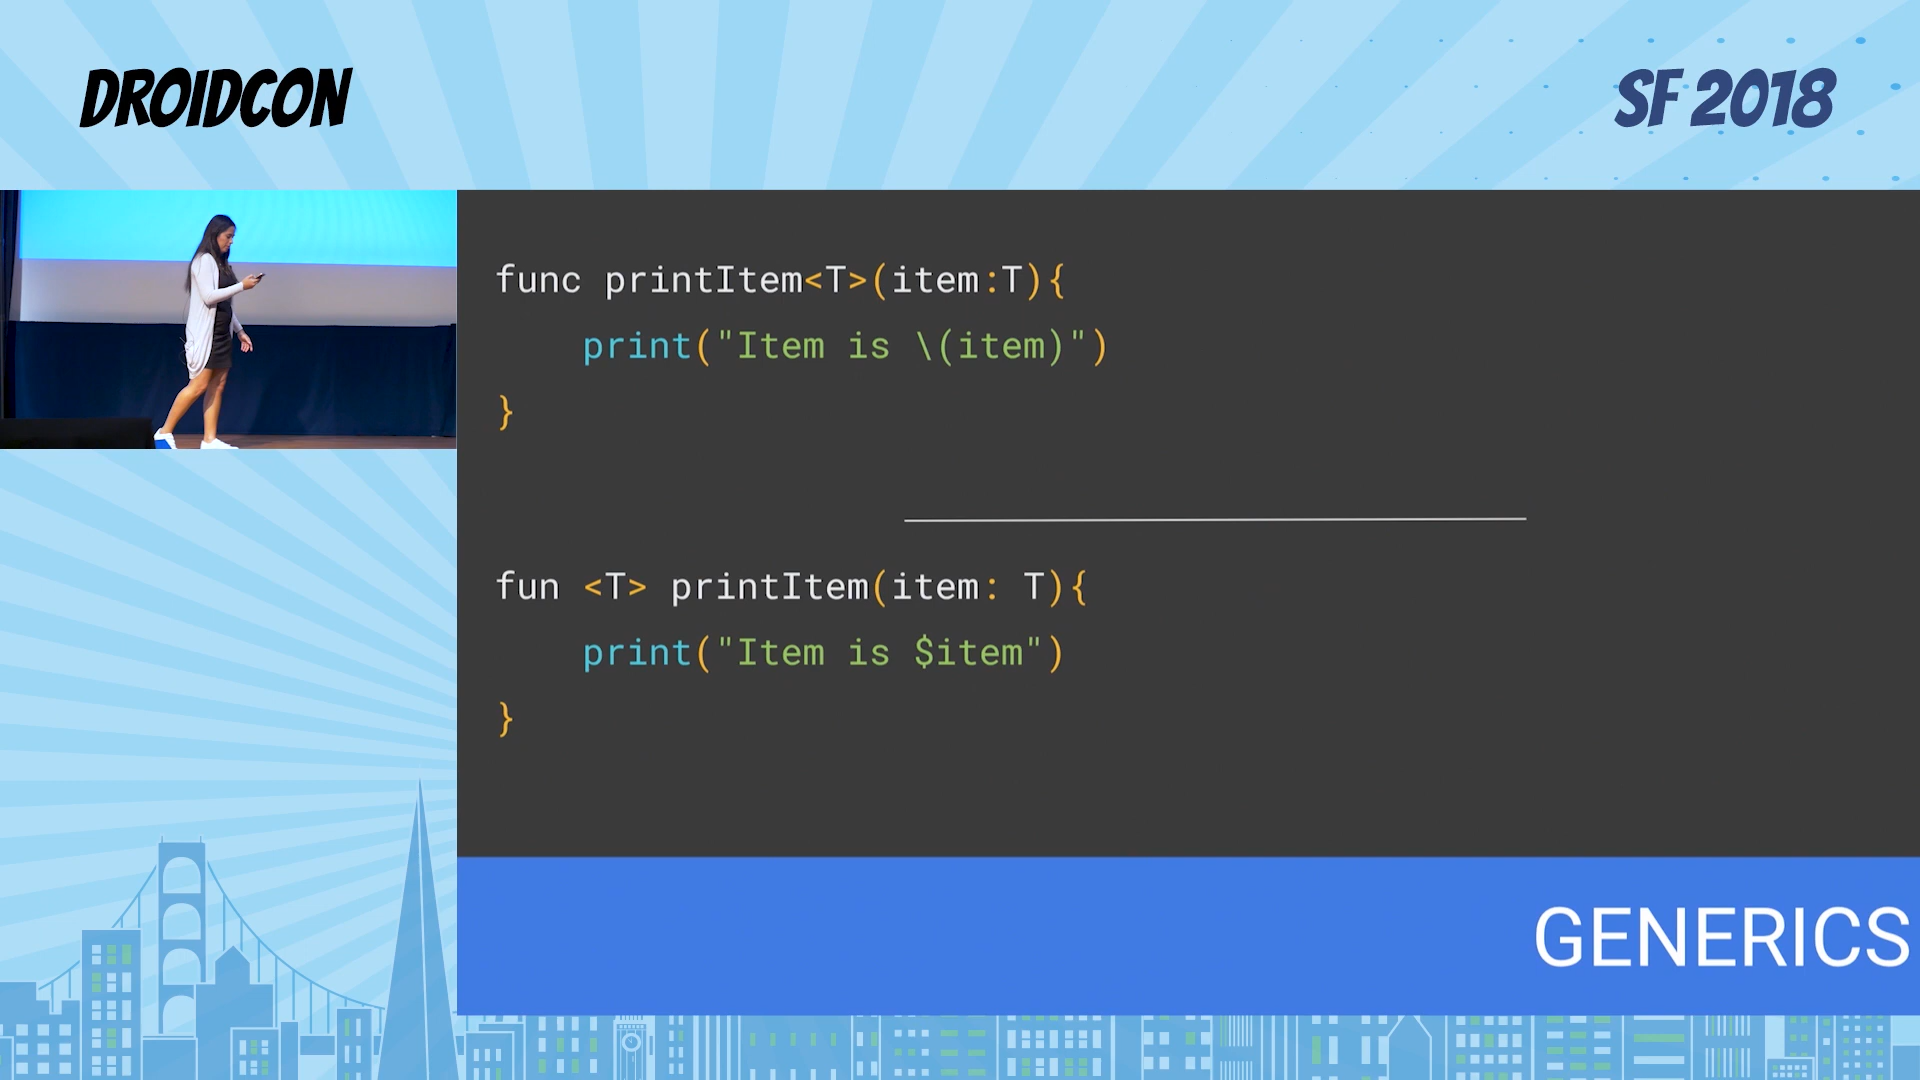 DROIDCON
SF 2018
func printItem<T>(item:T){
    print("Item is \(item)")
}
fun <T> printItem(item: T){
    print("Item is $item")
}
GENERICS